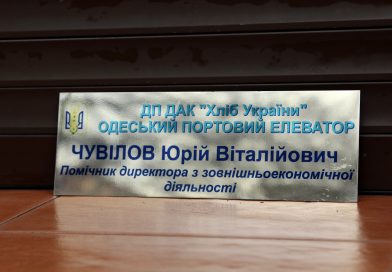 ДП ДАК "Хліб України"
ОДЕСЬКИЙ ПОРТОВИЙ ЕЛЕВАТОР
ЧУВІЛОВ Юрій Віталійович
Помічник директора з зовнішньоекономічної
діяльності